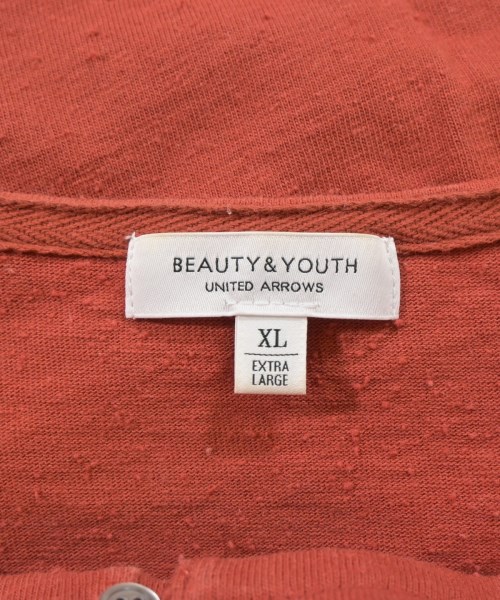 BEAUTY&YOUTH
UNITED ARROWS
XL
EXTRA
LARGE